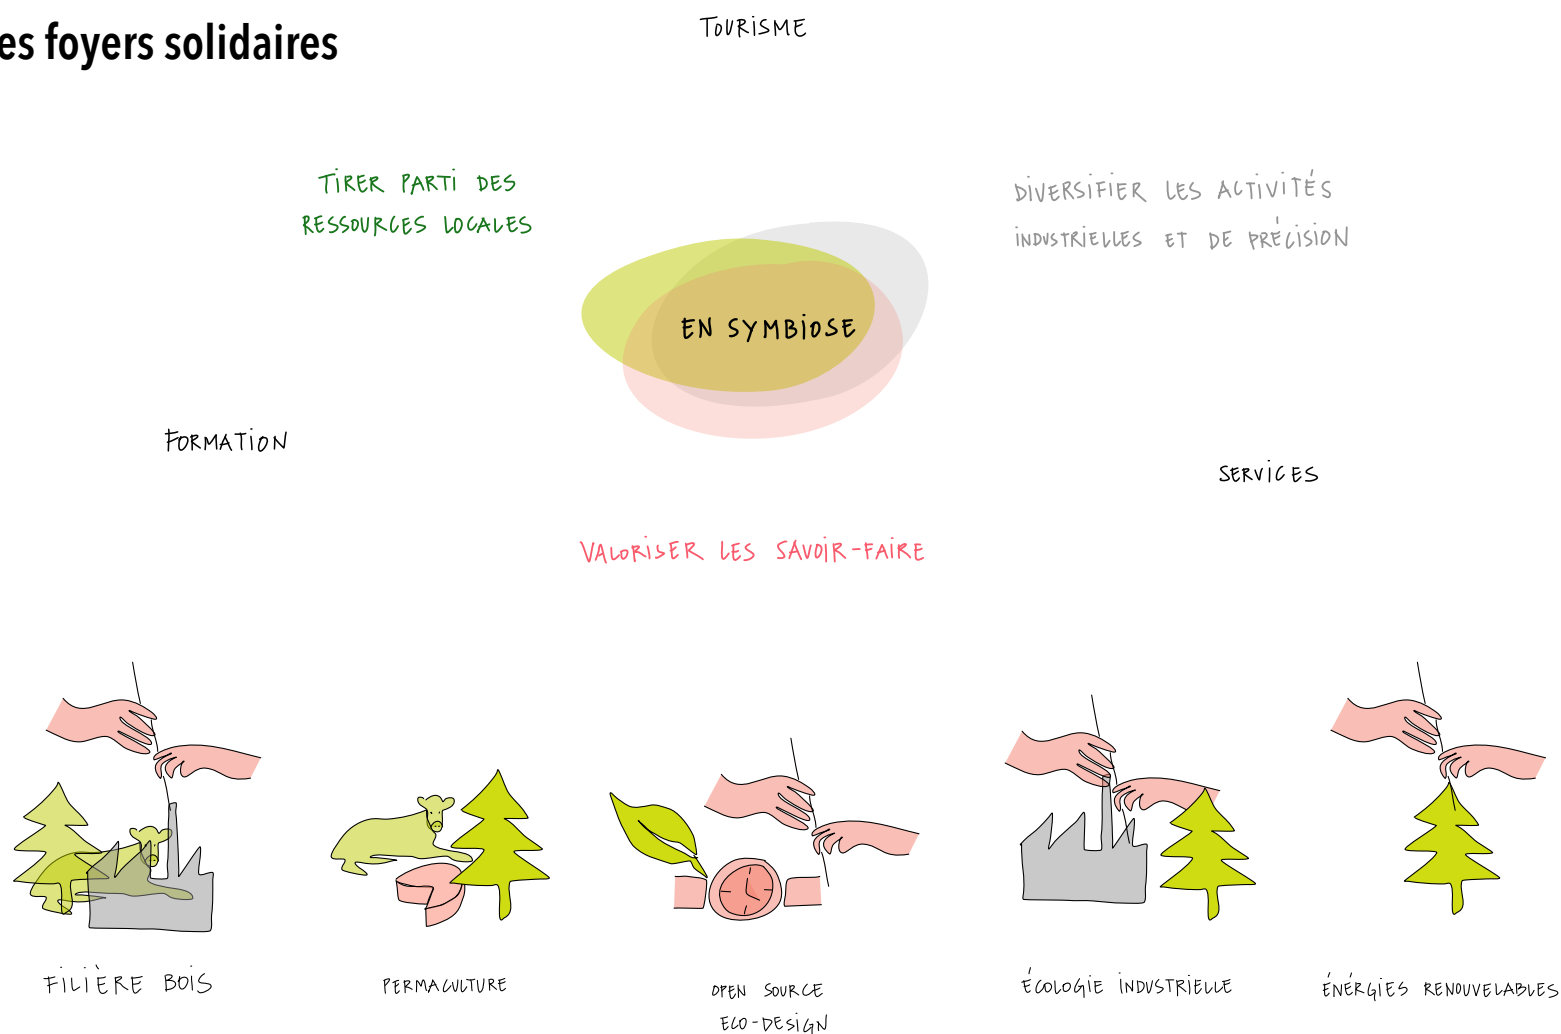 es foyers solidaires
TOURISME
TIRER PARTI DES
RESSOURCES LOCALES
DIVERSIFIER LES ACTIVITÉS
INDUSTRIELLES ET DE PRÉCISION
EN SYMBIOSE
FORMATION
SERVICES
VALORISER LES SAVOIR-FAIRE
FILIÈRE BOIS
PERMACULTURE
OPEN SOURCE
ECO-DESIGN
ÉCOLOGIE INDUSTRIELLE
ÉNÉRGIES RENOUVELABLES